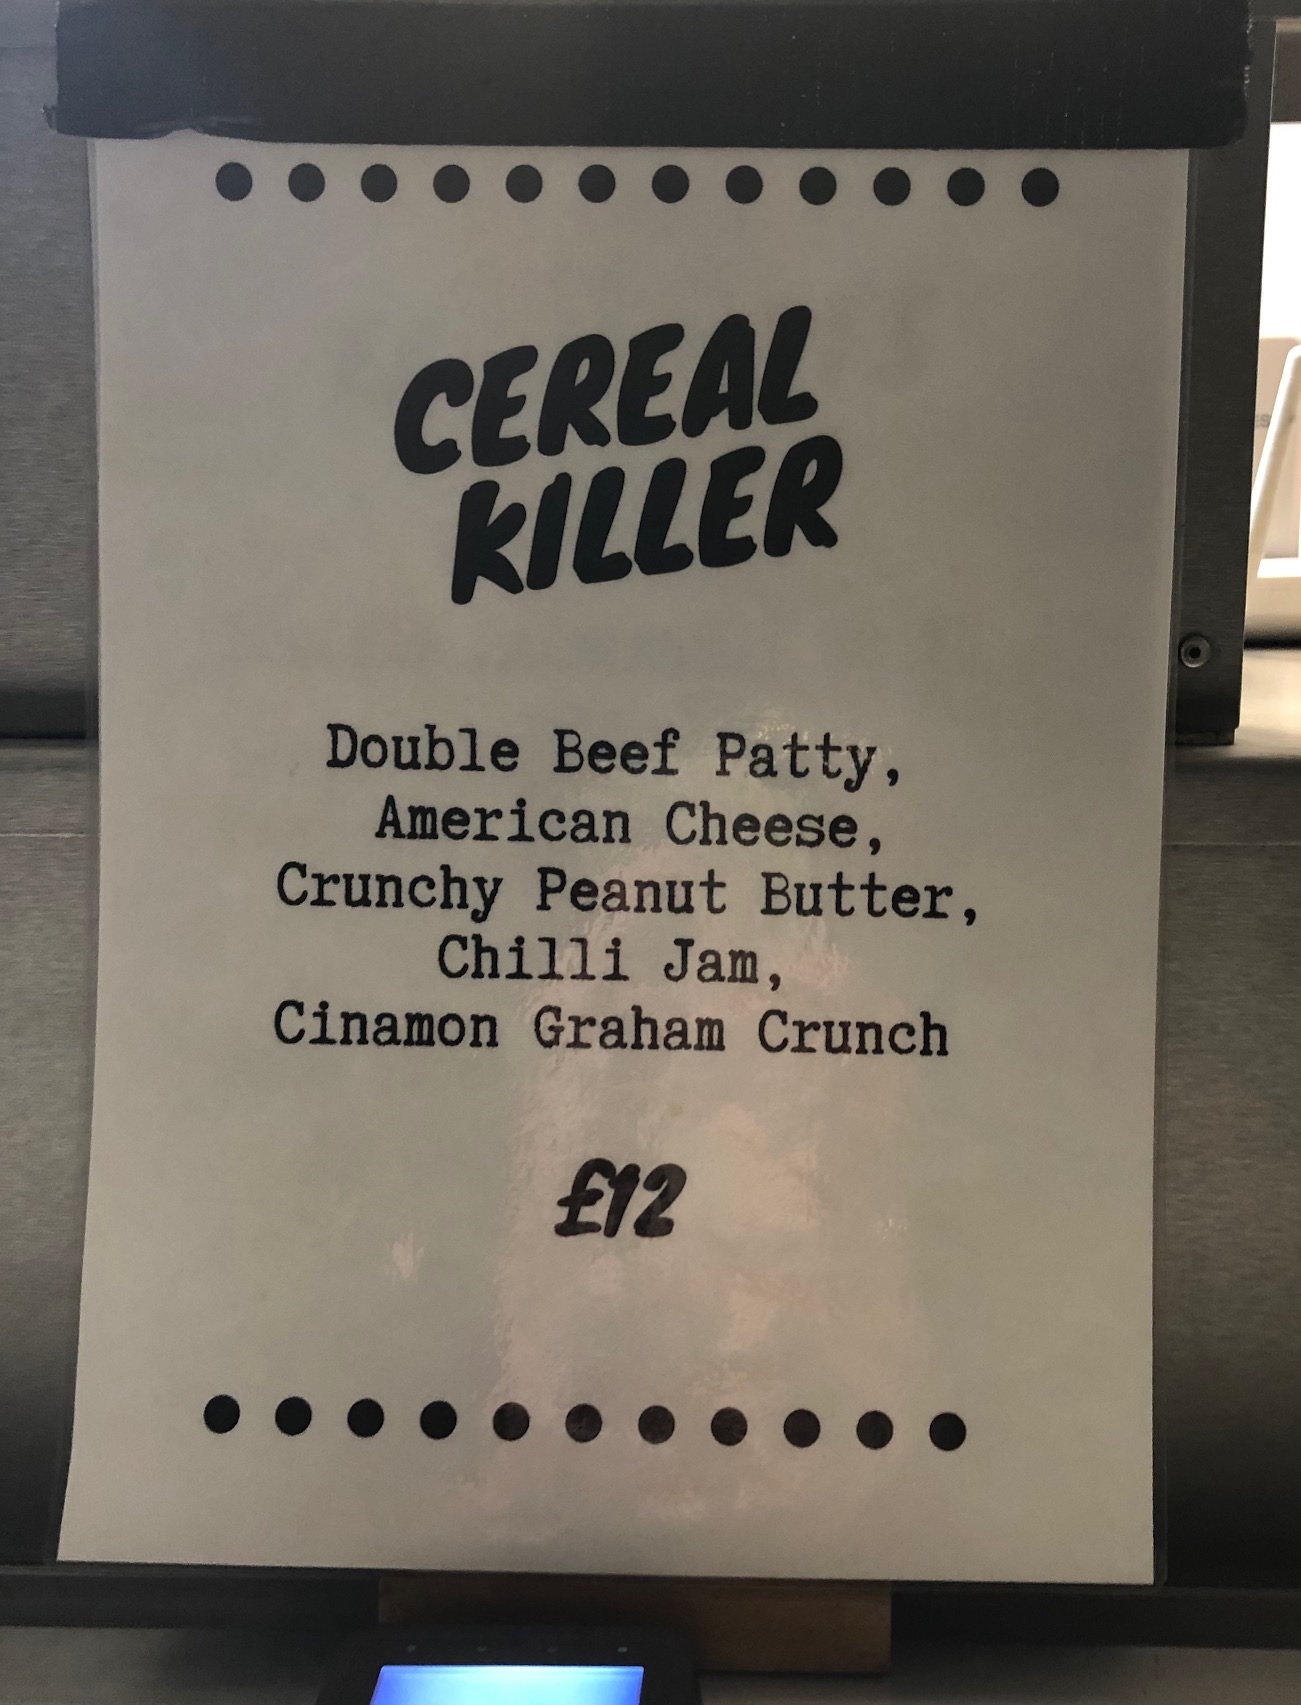 CEREAL
KILLER
Double Beef Patty,
American Cheese,
Crunchy Peanut Butter,
Chilli Jam,
Cinamon Graham Crunch
£12